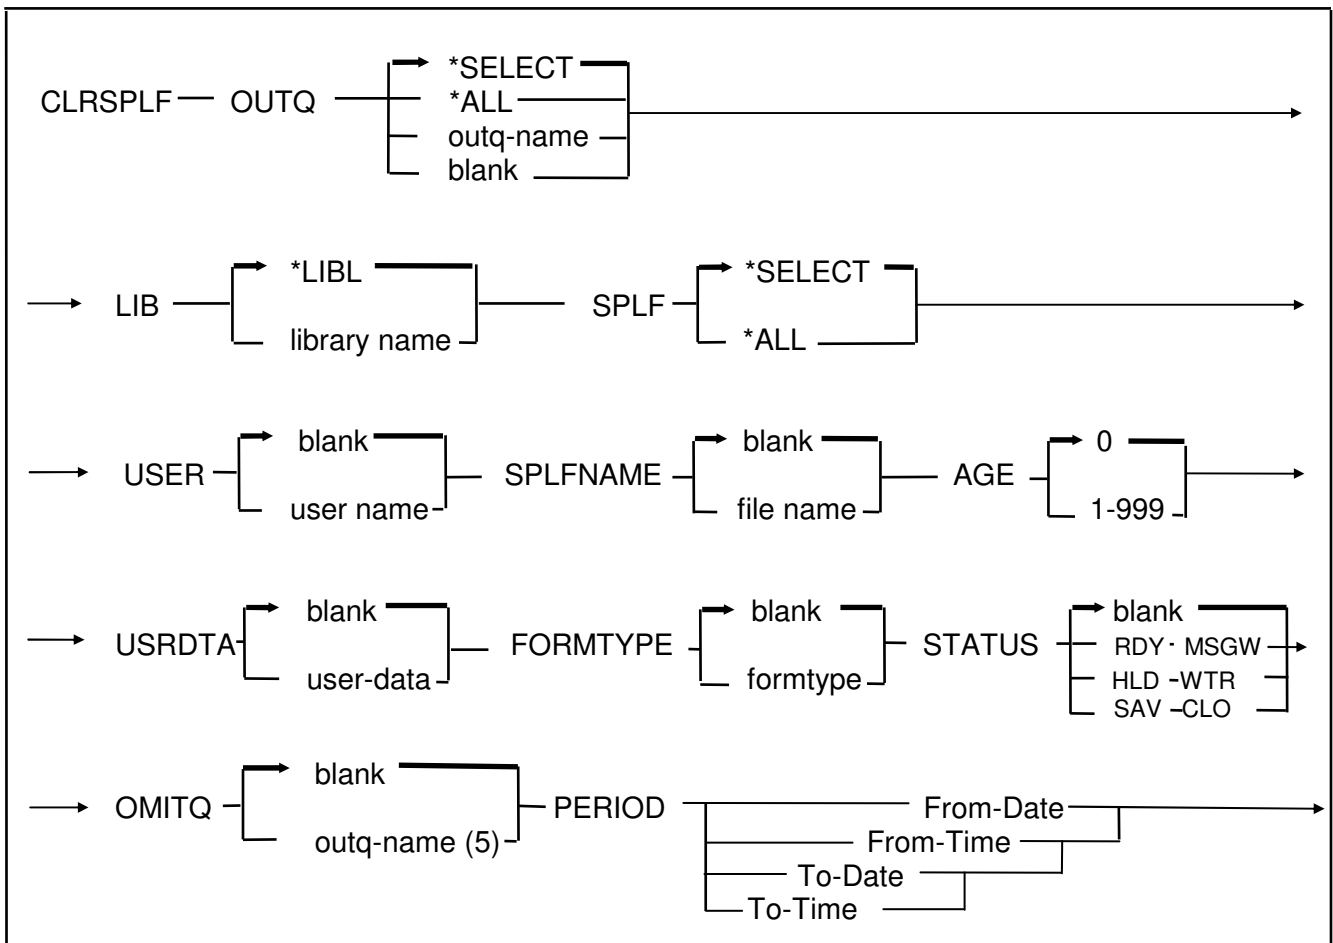 *SELECT
CLRSPLF OUTQ *ALL
outq-name
blank
*LIBL *SELECT
LIB SPLF
library name *ALL
blank blank 0
USER SPLFNAME AGE
user name file name 1-999
blank blank blank
USRDTA FORMTYPE STATUS RDY - MSGW
user-data formtype HLD -WTR
SAV -CLO
blank
OMITQ PERIOD From-Date
outq-name (5) From-Time
To-Date
To-Time